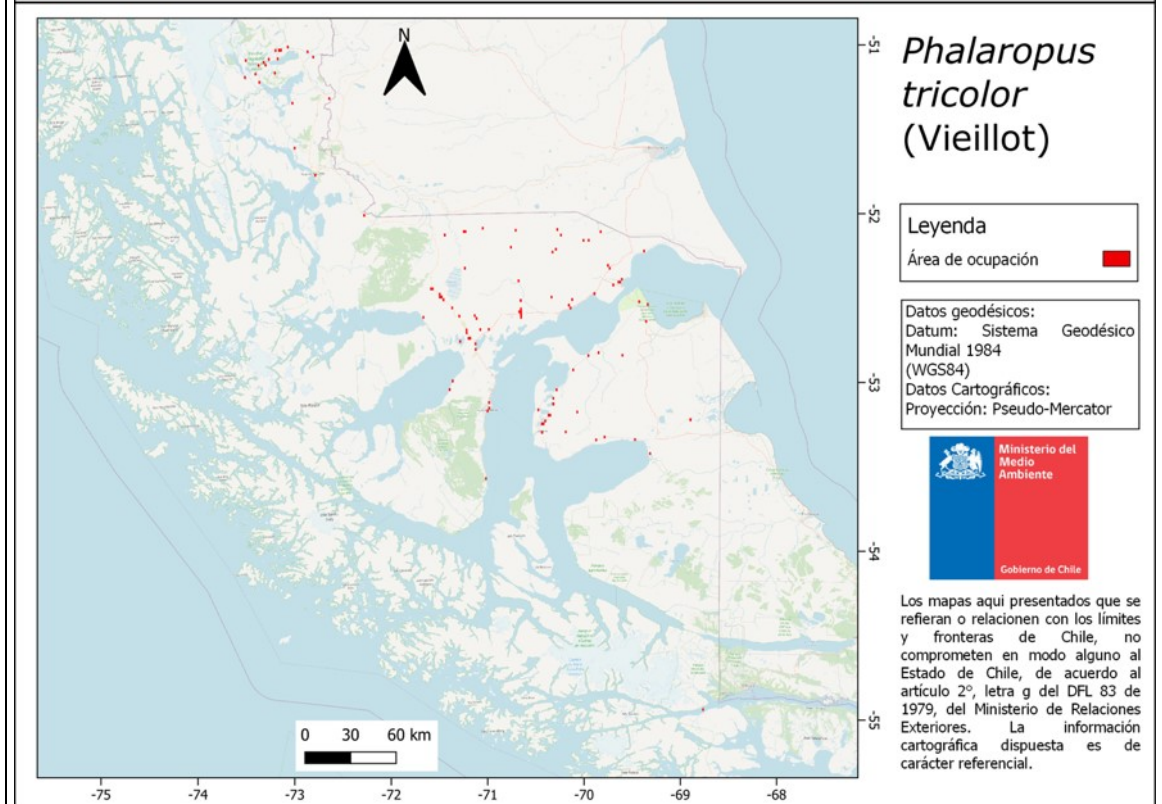 Phalaropus
tricolor
(Vieillot)
Leyenda
Área de ocupación
Datos geodésicos:
Datum: Sistema Geodésico
Mundial 1984
(WGS84)
Datos Cartográficos:
Proyección: Pseudo-Mercator
Ministerio del
Medio
Ambiente
Gobierno de Chile
Los mapas aqui presentados que se
refieran o relacionen con los límites
y fronteras de Chile, no
comprometen en modo alguno al
Estado de Chile, de acuerdo al
artículo 2°, letra g del DFL 83 de
1979, del Ministerio de Relaciones
Exteriores. La información
cartográfica dispuesta es de
carácter referencial.
N
-51
-52
-53
-54
-55
0 30 60 km
-75 -74 -73 -72 -71 -70 -69 -68